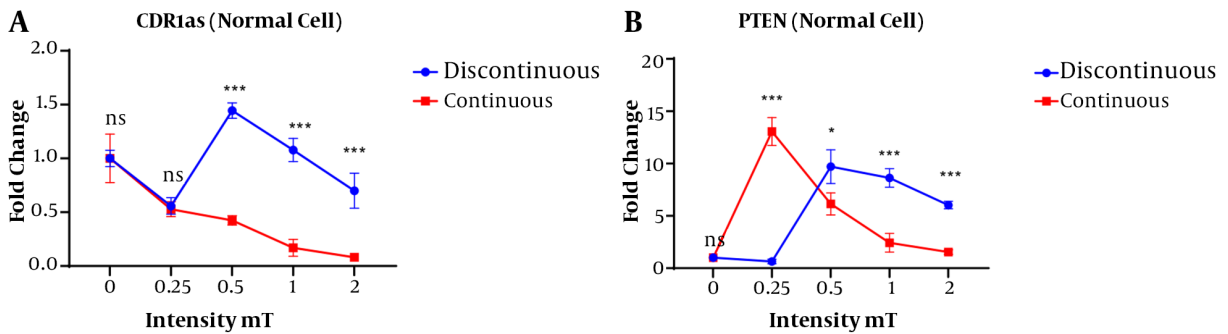 A
CDR1as (Normal Cell)
Fold Change
2.0
1.5
1.0
0.5
0.0
ns
ns
***
***
***
0
0.25
0.5
1
2
Intensity mT
Discontinuous
Continuous
B
PTEN (Normal Cell)
Fold Change
20
15
10
5
0
ns
***
*
***
***
0
0.25
0.5
1
2
Intensity mT
Discontinuous
Continuous